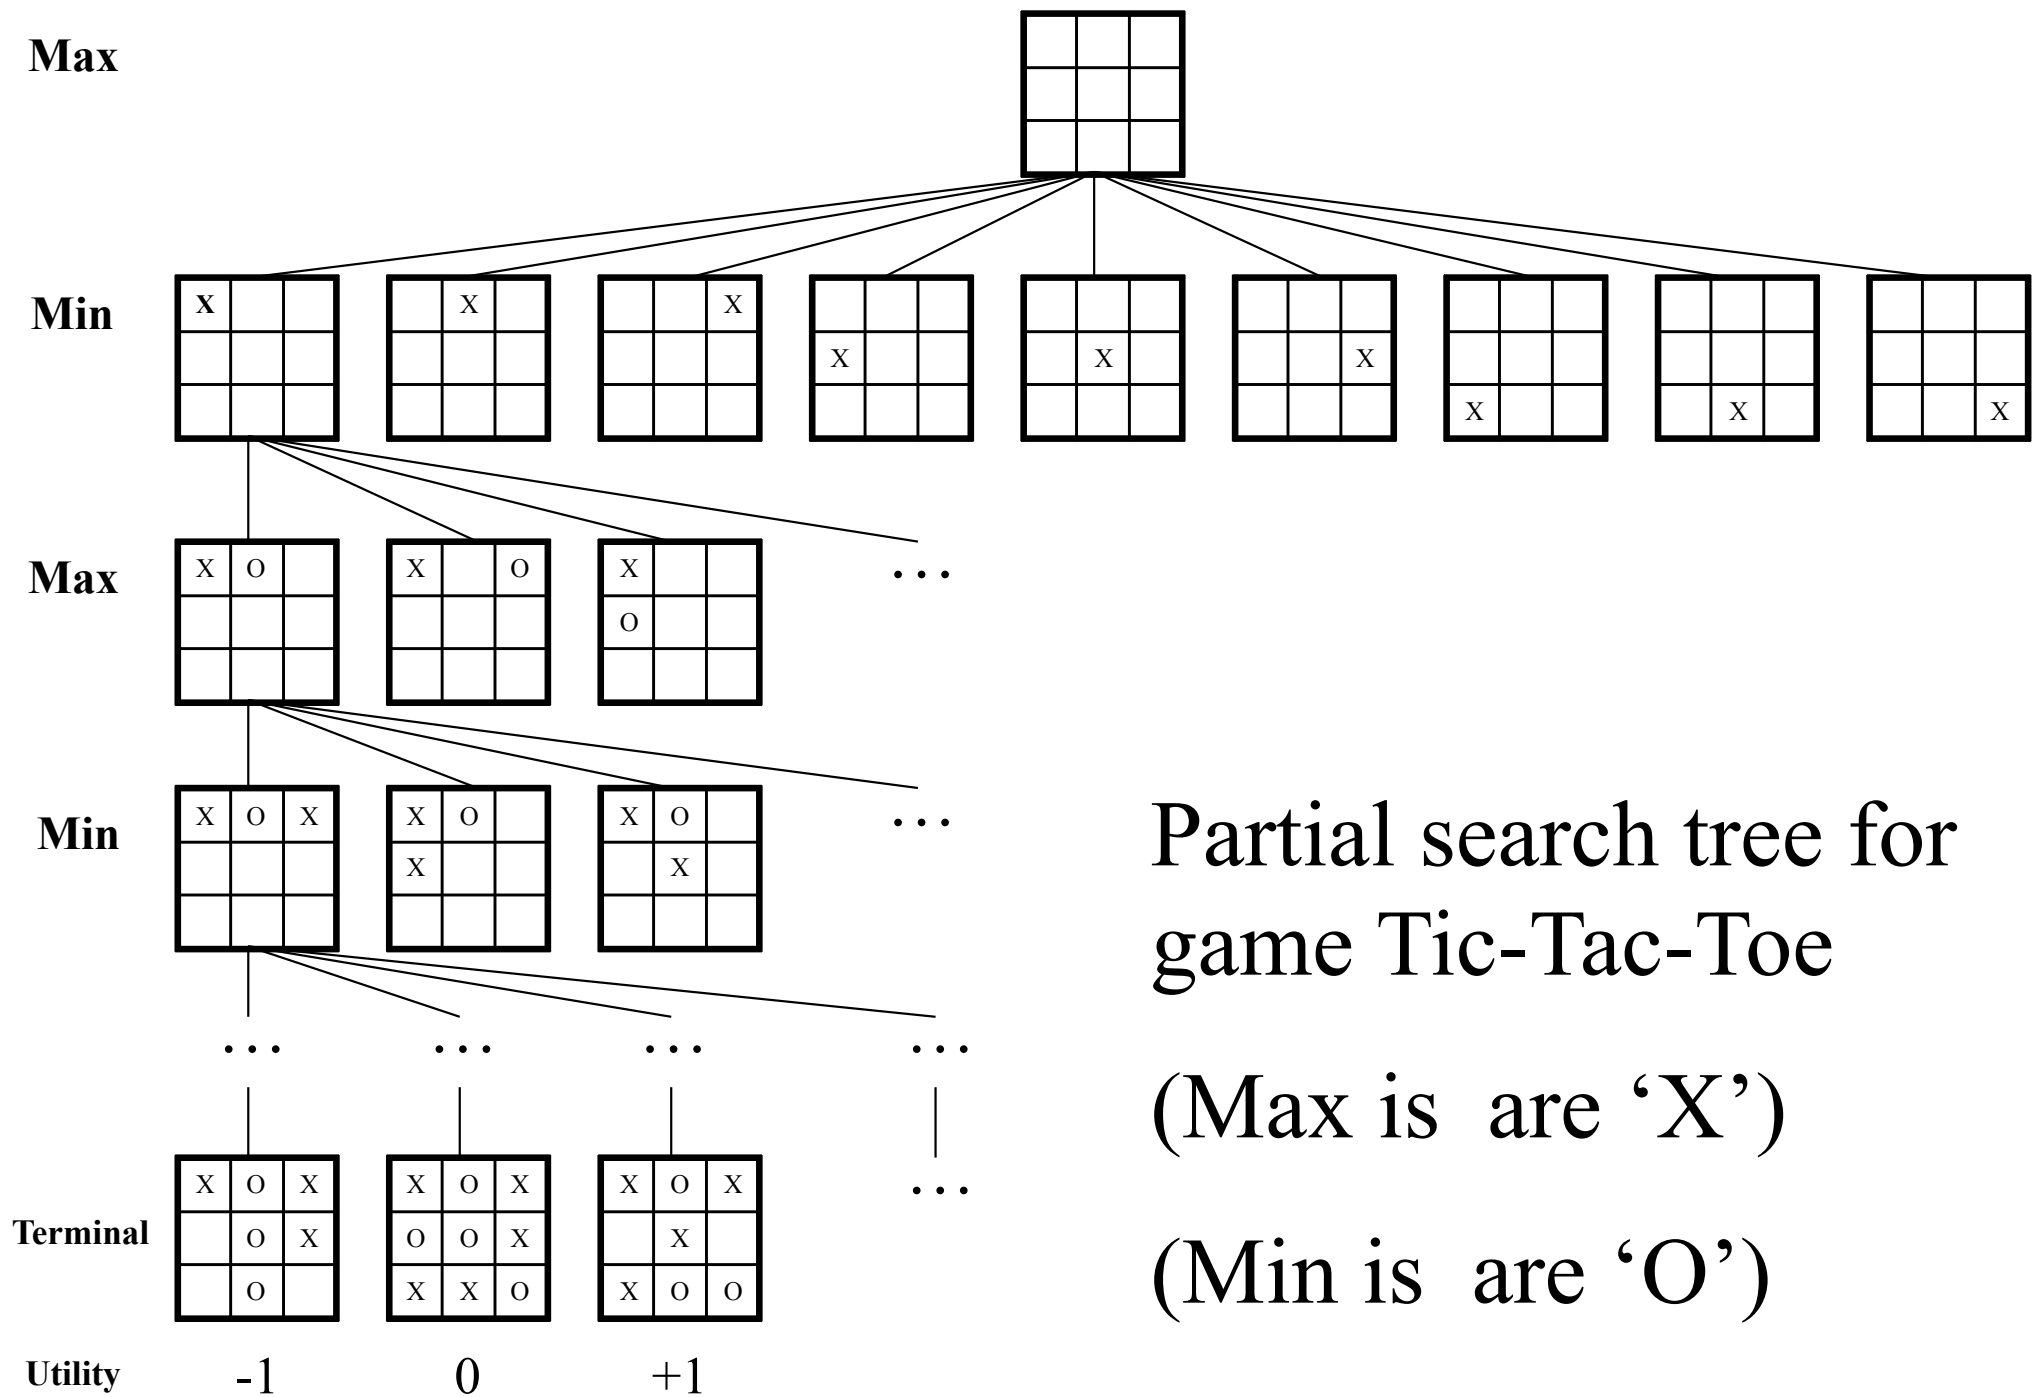 Max
Min
X X X
X X X
X X X
Max
X O X O X …
O
Min
X O X X O X O …
X X
… … … …
Partial search tree for
game Tic-Tac-Toe
(Max is are ‘X’)
(Min is are ‘O’)
Terminal
X O X X O X X O X …
O X O O X X
O X X O X O O
Utility -1 0 +1